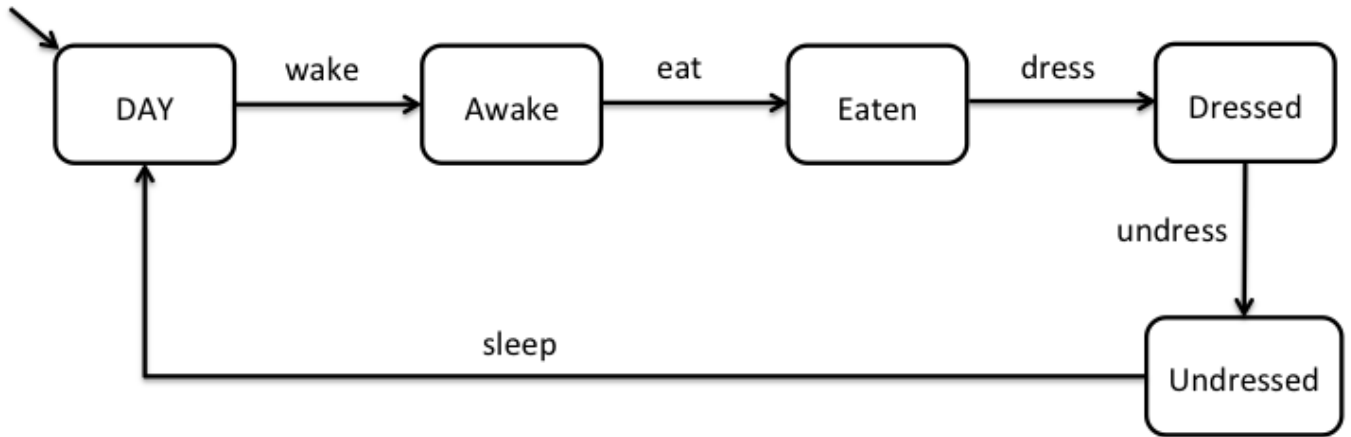 wake
eat
dress
DAY
Awake
Eaten
Dressed
undress
sleep
Undressed